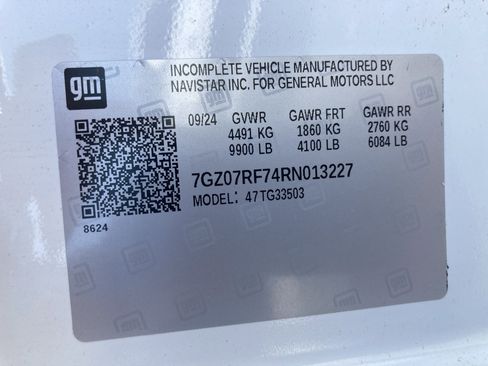 gm
INCOMPLETE VEHICLE MANUFACTURED BY
NAVISTAR INC. FOR GENERAL MOTORS LLC
09/24 GVWR GAWR FRT GAWR RR
4491 KG 1860 KG 2760 KG
9900 LB 4100 LB 6084 LB
7GZ07RF74RN013227
MODEL: 47TG33503
8624